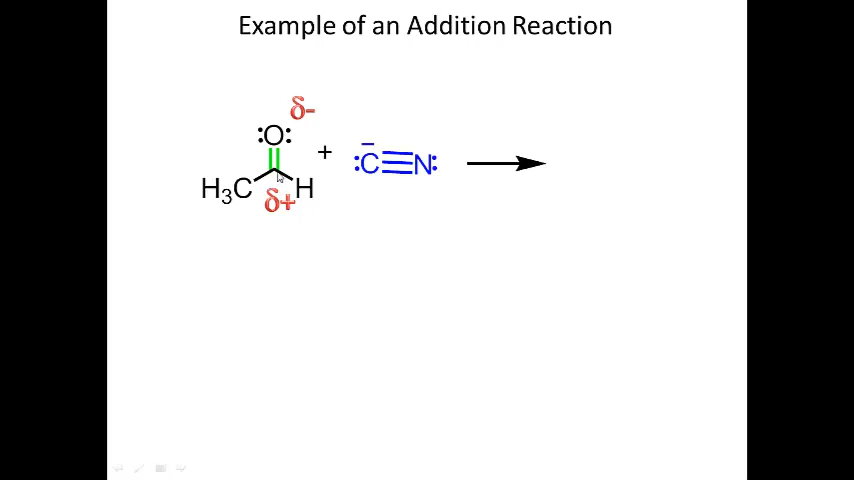 Example of an Addition Reaction
δ-
:O:
+
:C̄≡N:
H₃C
H
δ+